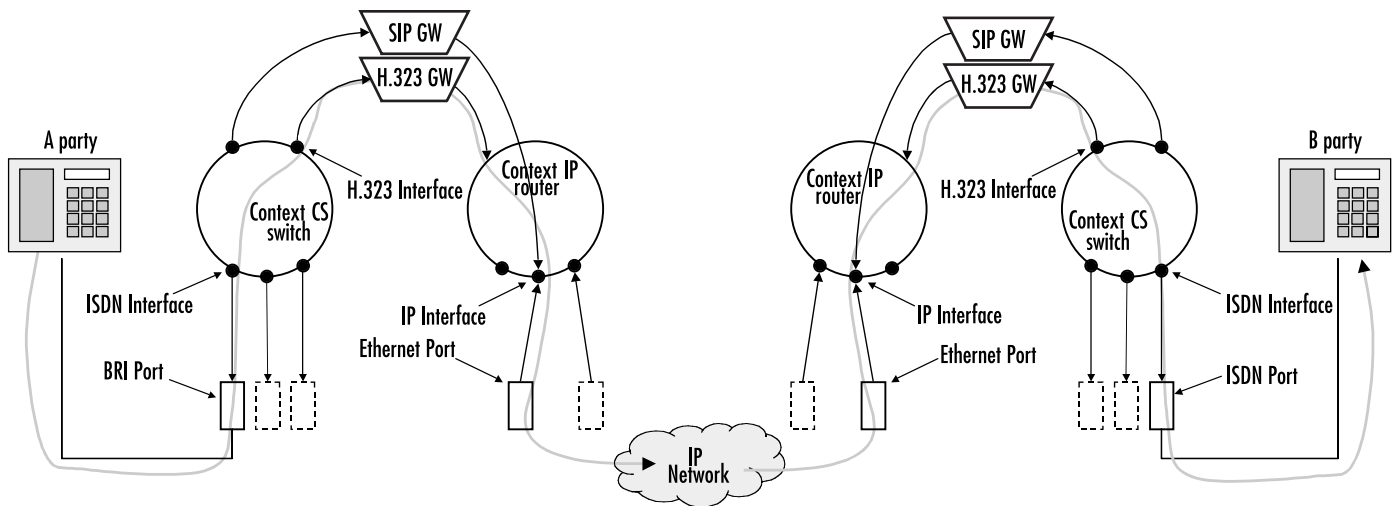 SIP GW
H.323 GW
A party
H.323 Interface
Context CS
switch
Context IP
router
ISDN Interface
BRI Port
IP Interface
Ethernet Port
IP
Network
SIP GW
H.323 GW
B party
Context IP
router
H.323 Interface
Context CS
switch
IP Interface
Ethernet Port
ISDN Interface
ISDN Port